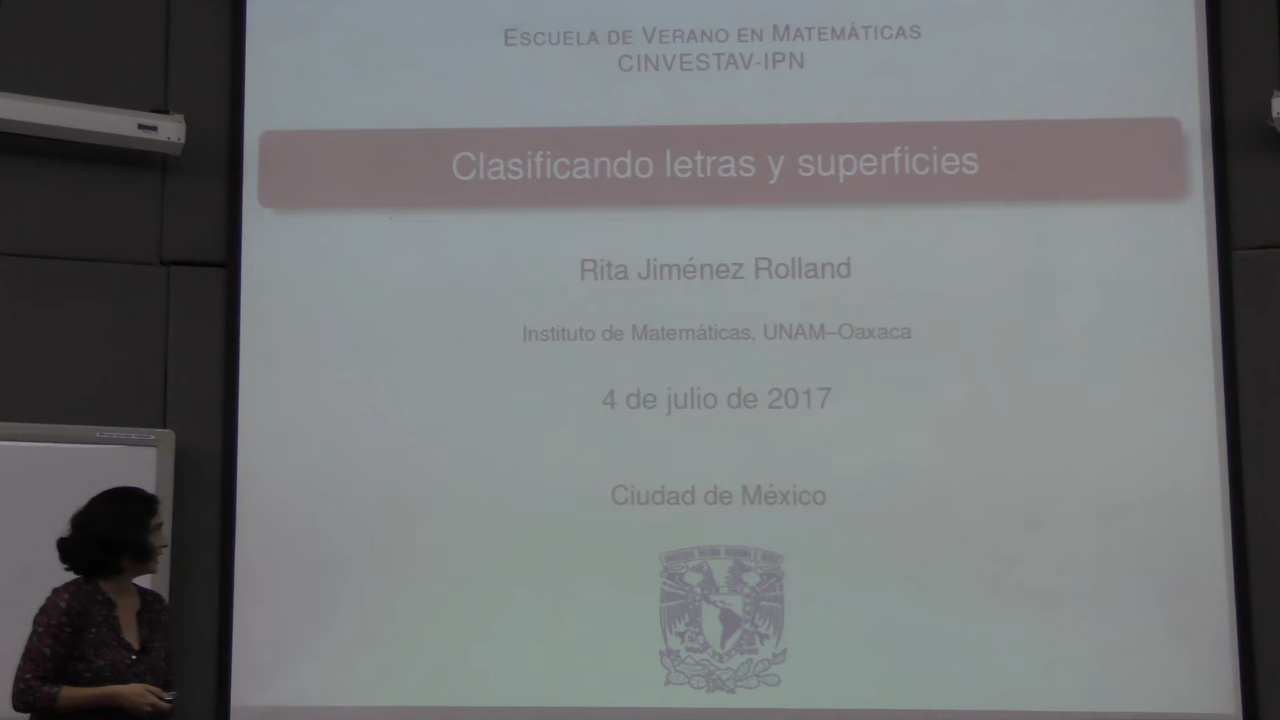 ESCUELA DE VERANO EN MATEMÁTICAS
CINVESTAV-IPN
Clasificando letras y superficies
Rita Jiménez Rolland
Instituto de Matemáticas, UNAM–Oaxaca
4 de julio de 2017
Ciudad de México